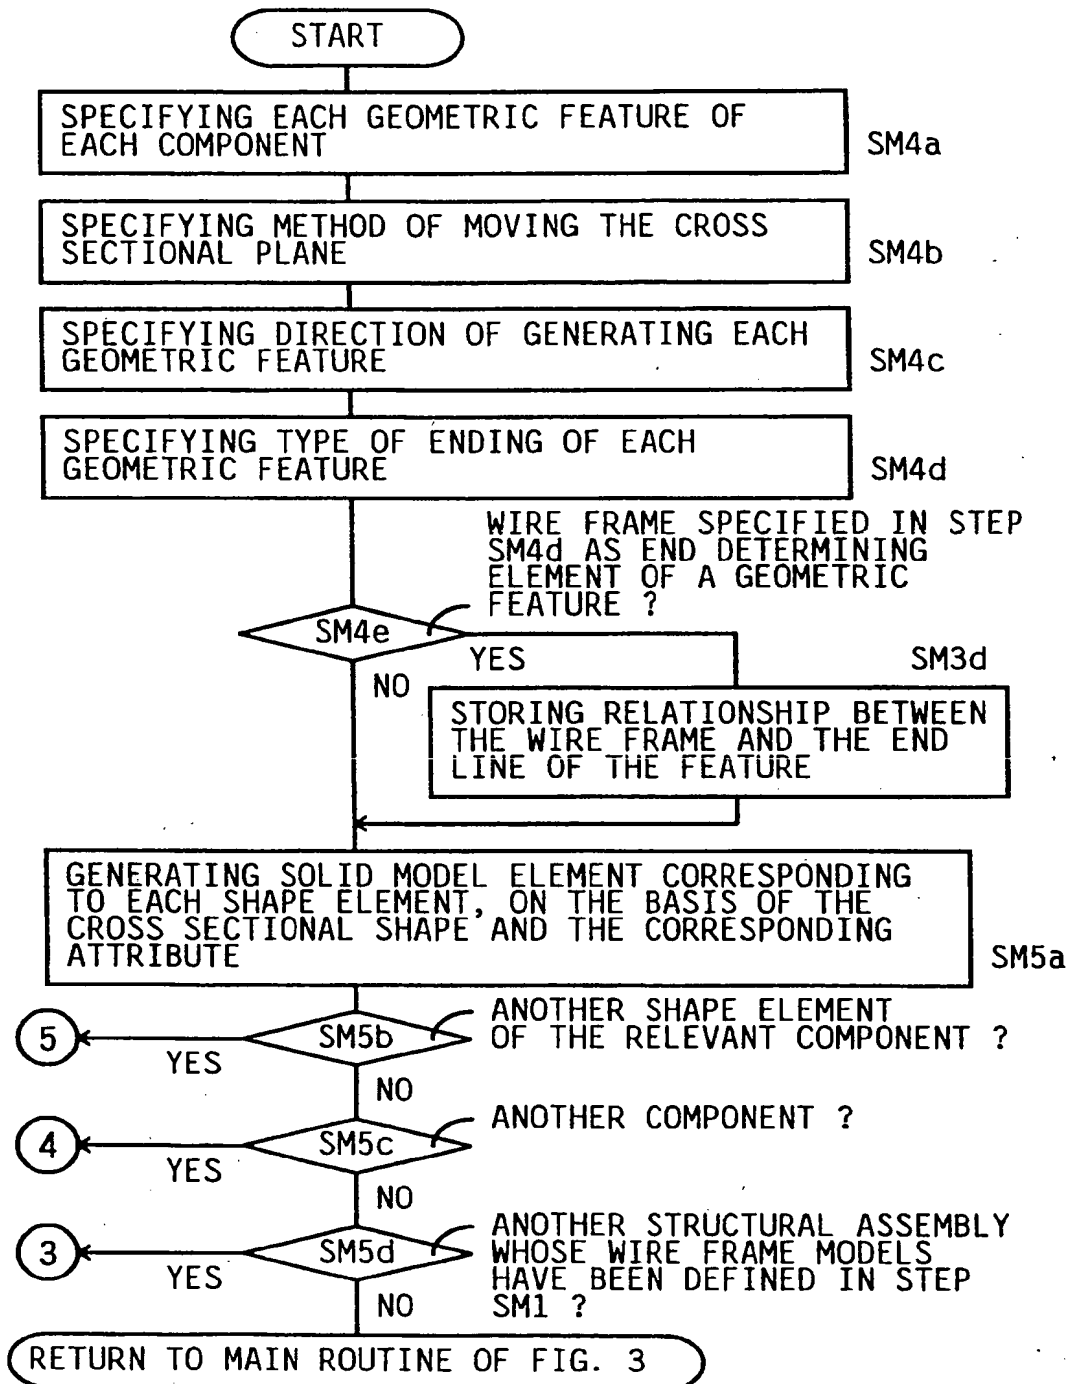 START
SPECIFYING EACH GEOMETRIC FEATURE OF
EACH COMPONENT
SM4a
SPECIFYING METHOD OF MOVING THE CROSS
SECTIONAL PLANE
SM4b
SPECIFYING DIRECTION OF GENERATING EACH
GEOMETRIC FEATURE
SM4c
SPECIFYING TYPE OF ENDING OF EACH
GEOMETRIC FEATURE
SM4d
WIRE FRAME SPECIFIED IN STEP
SM4d AS END DETERMINING
ELEMENT OF A GEOMETRIC
FEATURE ?
SM4e
YES
NO
SM3d
STORING RELATIONSHIP BETWEEN
THE WIRE FRAME AND THE END
LINE OF THE FEATURE
GENERATING SOLID MODEL ELEMENT CORRESPONDING
TO EACH SHAPE ELEMENT, ON THE BASIS OF THE
CROSS SECTIONAL SHAPE AND THE CORRESPONDING
ATTRIBUTE
SM5a
5
YES
SM5b
ANOTHER SHAPE ELEMENT
OF THE RELEVANT COMPONENT ?
NO
4
YES
SM5c
ANOTHER COMPONENT ?
NO
3
YES
SM5d
ANOTHER STRUCTURAL ASSEMBLY
WHOSE WIRE FRAME MODELS
HAVE BEEN DEFINED IN STEP
SM1 ?
NO
RETURN TO MAIN ROUTINE OF FIG. 3